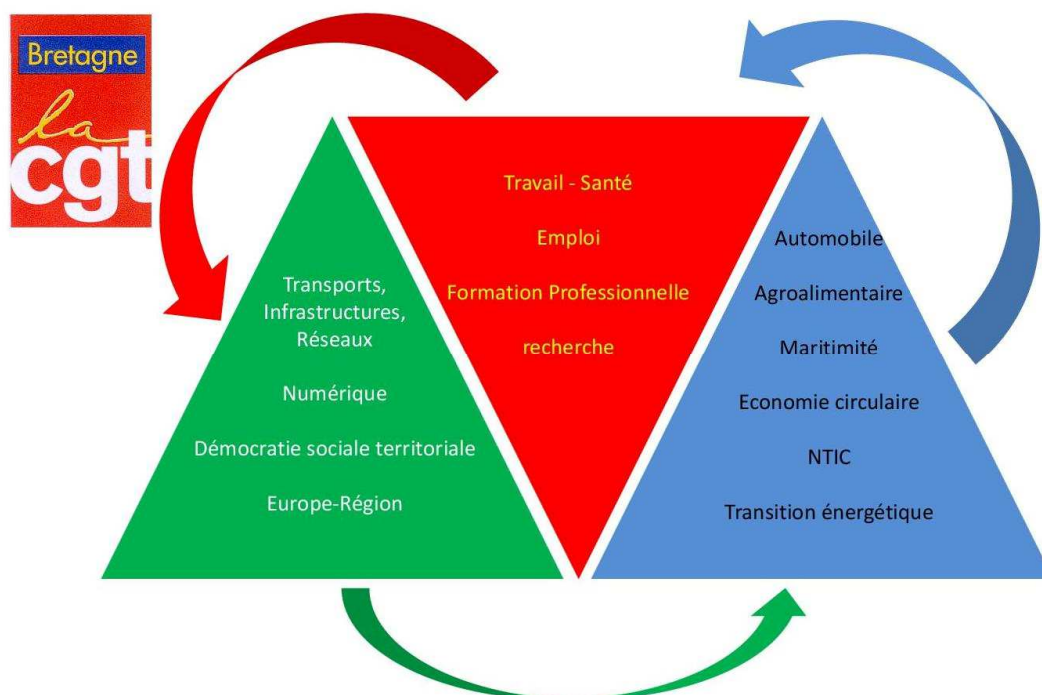 Bretagne
la
cgt
Transports,
Infrastructures,
Réseaux
Numérique
Démocratie sociale territoriale
Europe-Région
Travail - Santé
Emploi
Formation Professionnelle
recherche
Automobile
Agroalimentaire
Maritimité
Economie circulaire
NTIC
Transition énergétique